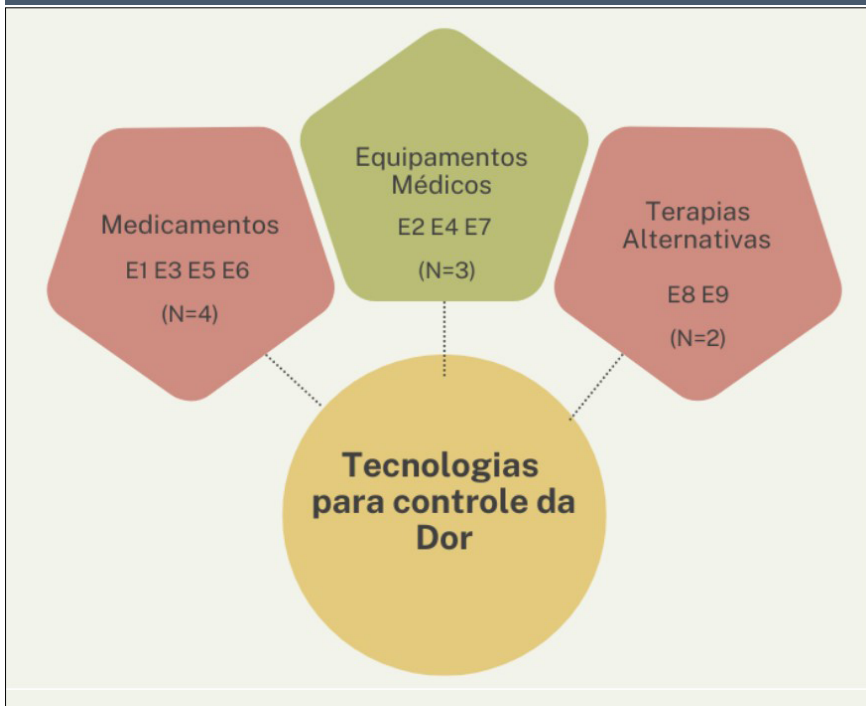 Medicamentos
E1 E3 E5 E6
(N=4)
Equipamentos
Médicos
E2 E4 E7
(N=3)
Terapias
Alternativas
E8 E9
(N=2)
Tecnologias
para controle da
Dor